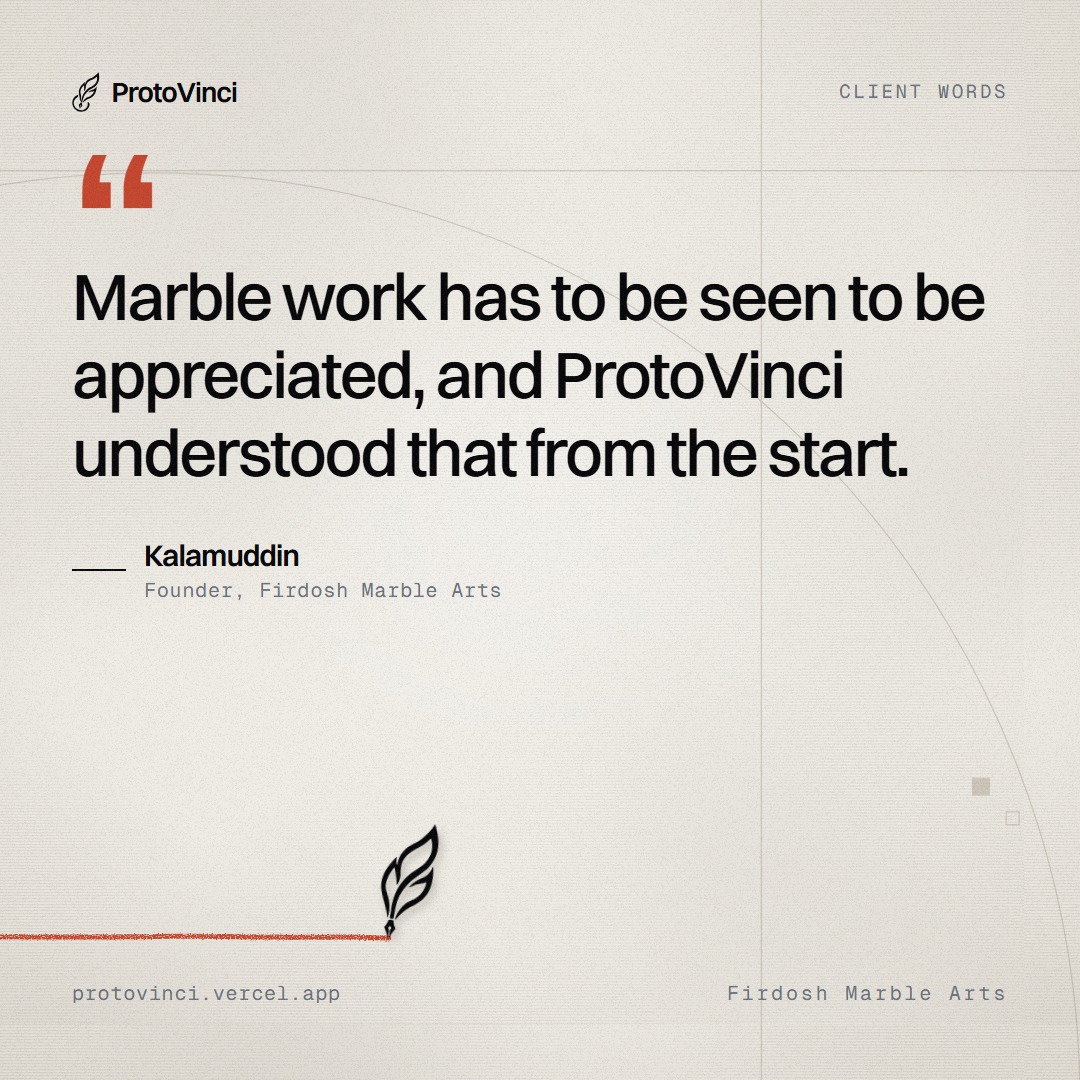 ProtoVinci
CLIENT WORDS
“
Marble work has to be seen to be
appreciated, and ProtoVinci
understood that from the start.
Kalamuddin
Founder, Firdosh Marble Arts
protovinci.vercel.app
Firdosh Marble Arts